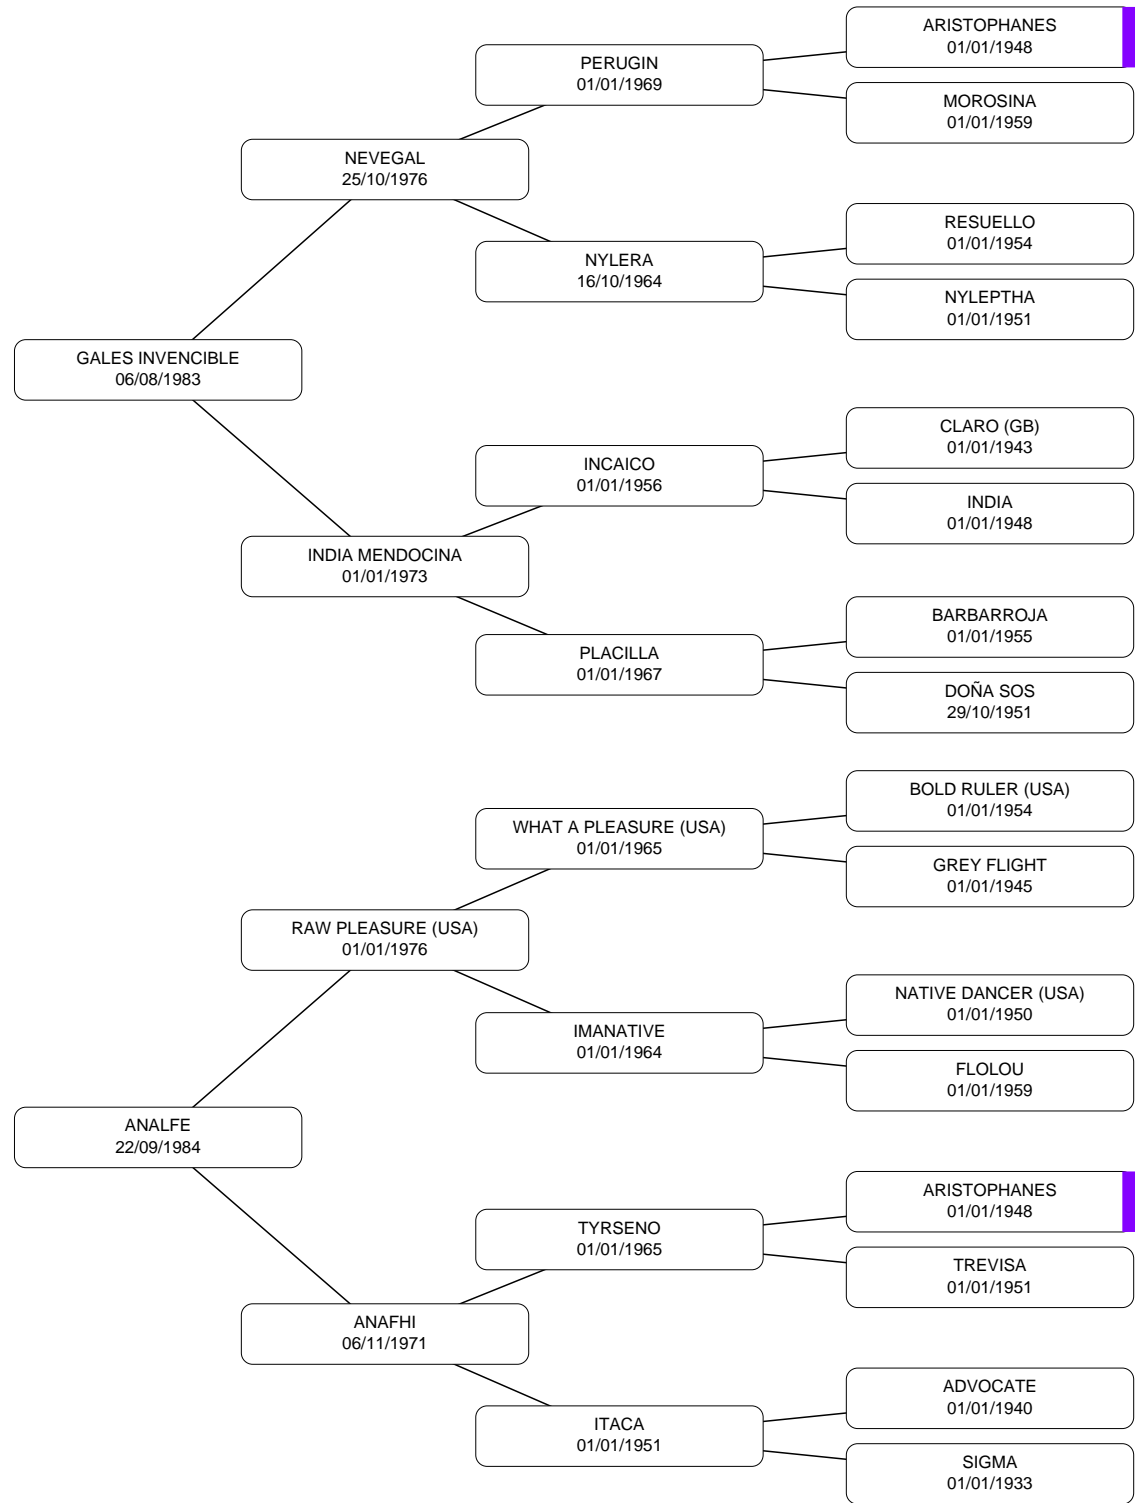 ARISTOPHANES
01/01/1948
PERUGIN
01/01/1969
MOROSINA
01/01/1959
NEVEGAL
25/10/1976
RESUELLO
01/01/1954
NYLERA
16/10/1964
NYLEPTHA
01/01/1951
GALES INVENCIBLE
06/08/1983
CLARO (GB)
01/01/1943
INCAICO
01/01/1956
INDIA
01/01/1948
INDIA MENDOCINA
01/01/1973
BARBARROJA
01/01/1955
PLACILLA
01/01/1967
DOÑA SOS
29/10/1951
BOLD RULER (USA)
01/01/1954
WHAT A PLEASURE (USA)
01/01/1965
GREY FLIGHT
01/01/1945
RAW PLEASURE (USA)
01/01/1976
NATIVE DANCER (USA)
01/01/1950
IMANATIVE
01/01/1964
FLOLOU
01/01/1959
ANALFE
22/09/1984
ARISTOPHANES
01/01/1948
TYRSENO
01/01/1965
TREVISA
01/01/1951
ANAFHI
06/11/1971
ADVOCATE
01/01/1940
ITACA
01/01/1951
SIGMA
01/01/1933